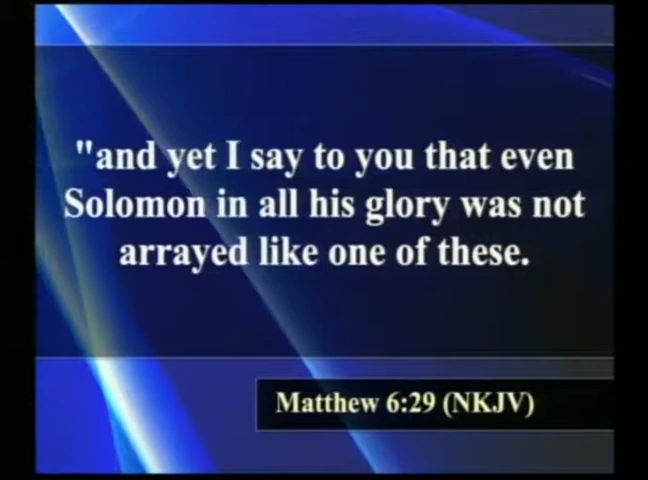 "and yet I say to you that even
Solomon in all his glory was not
arrayed like one of these.
Matthew 6:29 (NKJV)